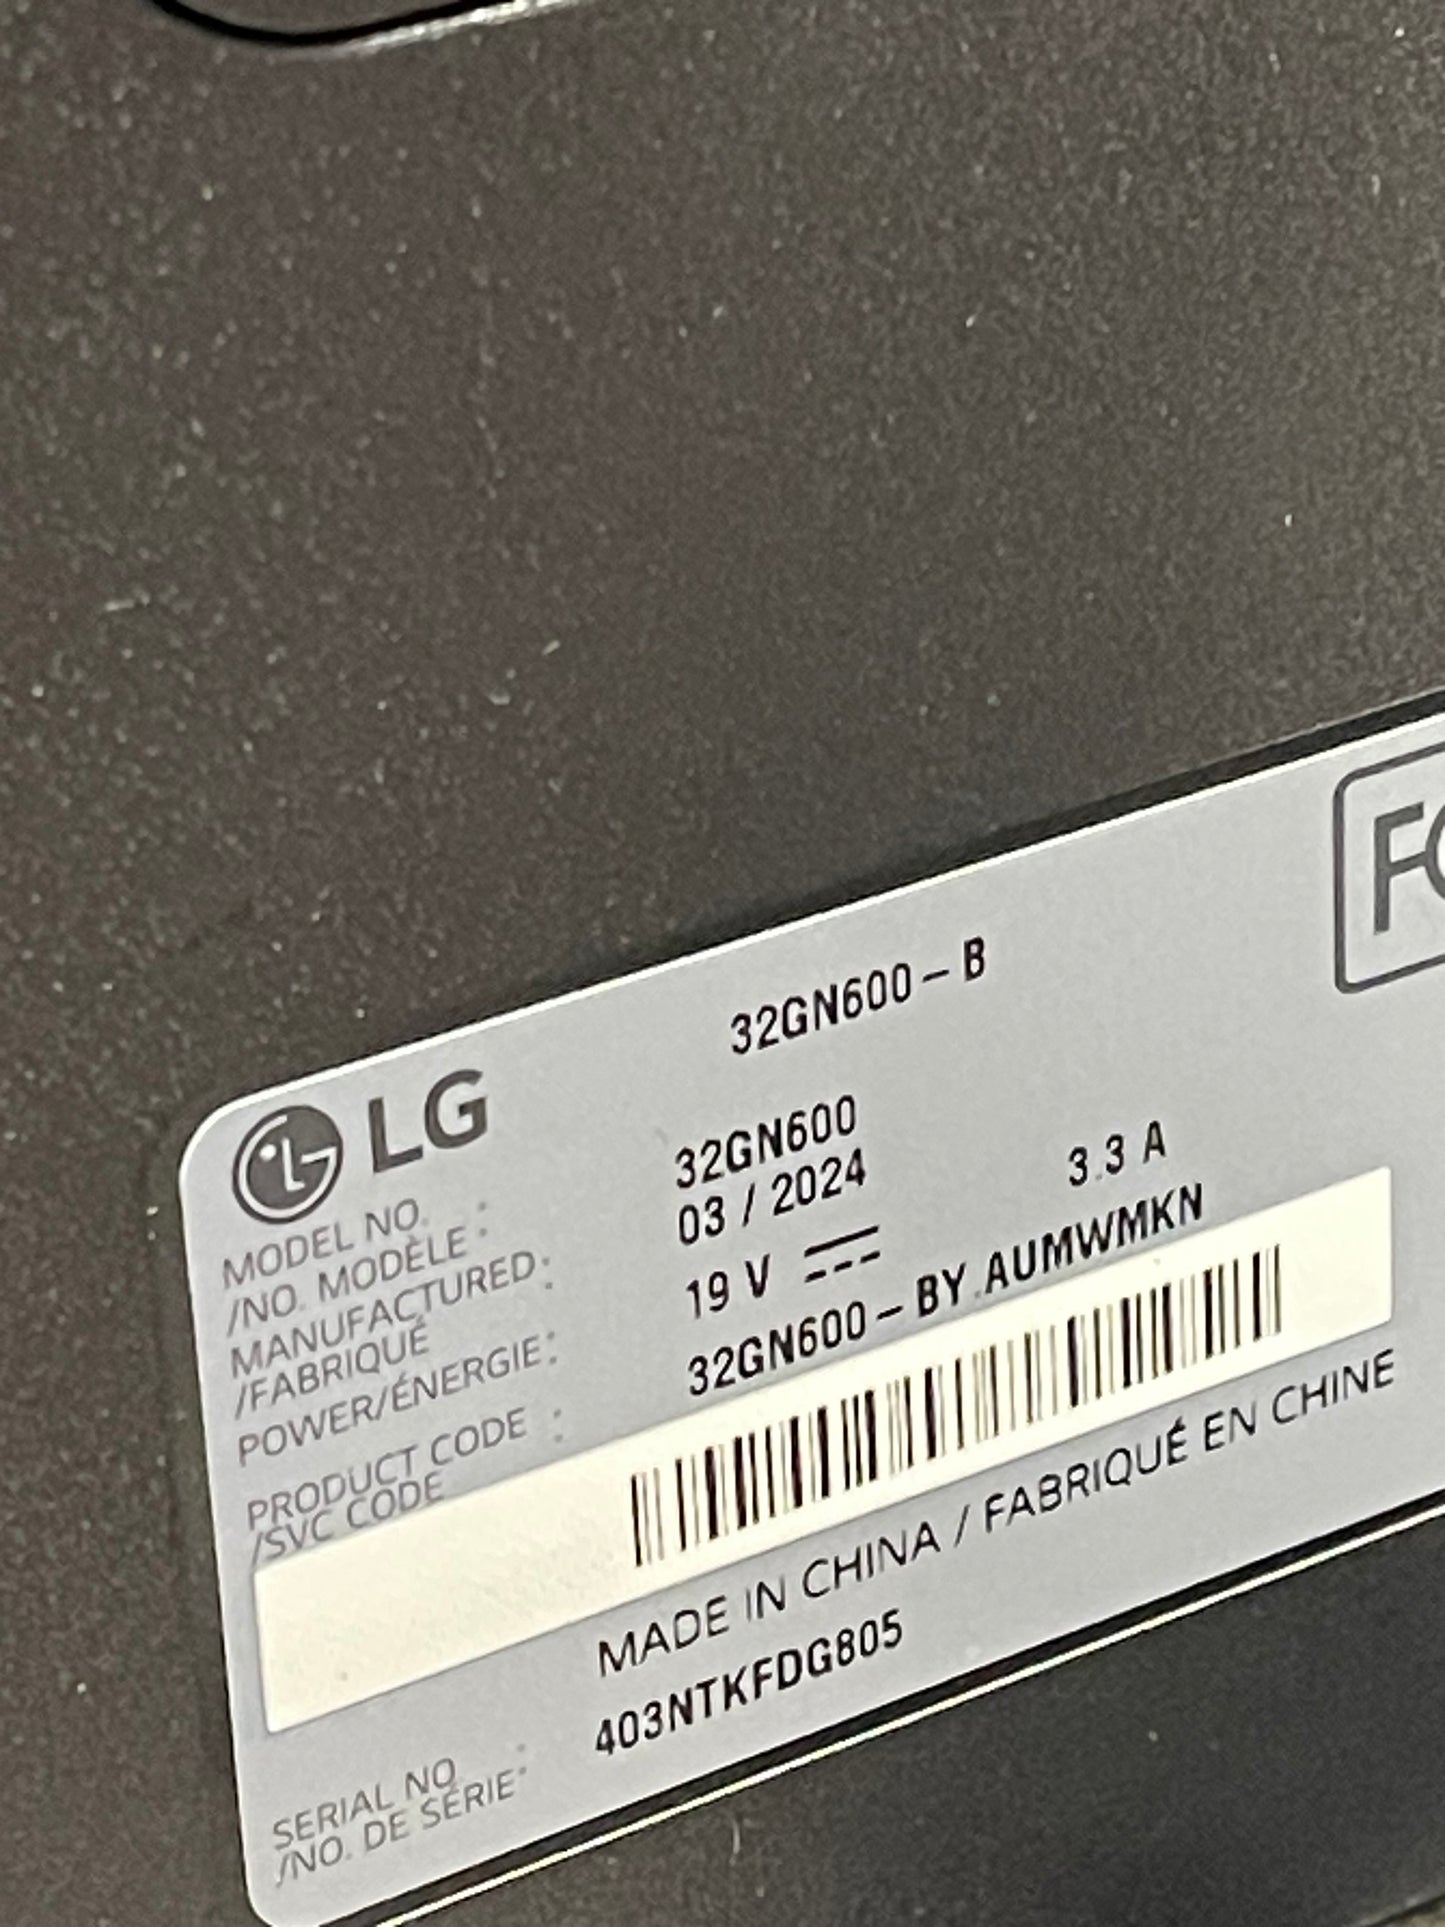 32GN600-B
LG
MODEL NO. : 32GN600
/NO. MODÈLE :
MANUFACTURED: 03 / 2024
/FABRIQUÉ :
POWER/ÉNERGIE: 19 V 3.3 A
PRODUCT CODE : 32GN600-BY.AUMWMKN
/SVC CODE
MADE IN CHINA / FABRIQUÉ EN CHINE
SERIAL NO : 403NTKFDG805
/NO. DE SÉRIE: